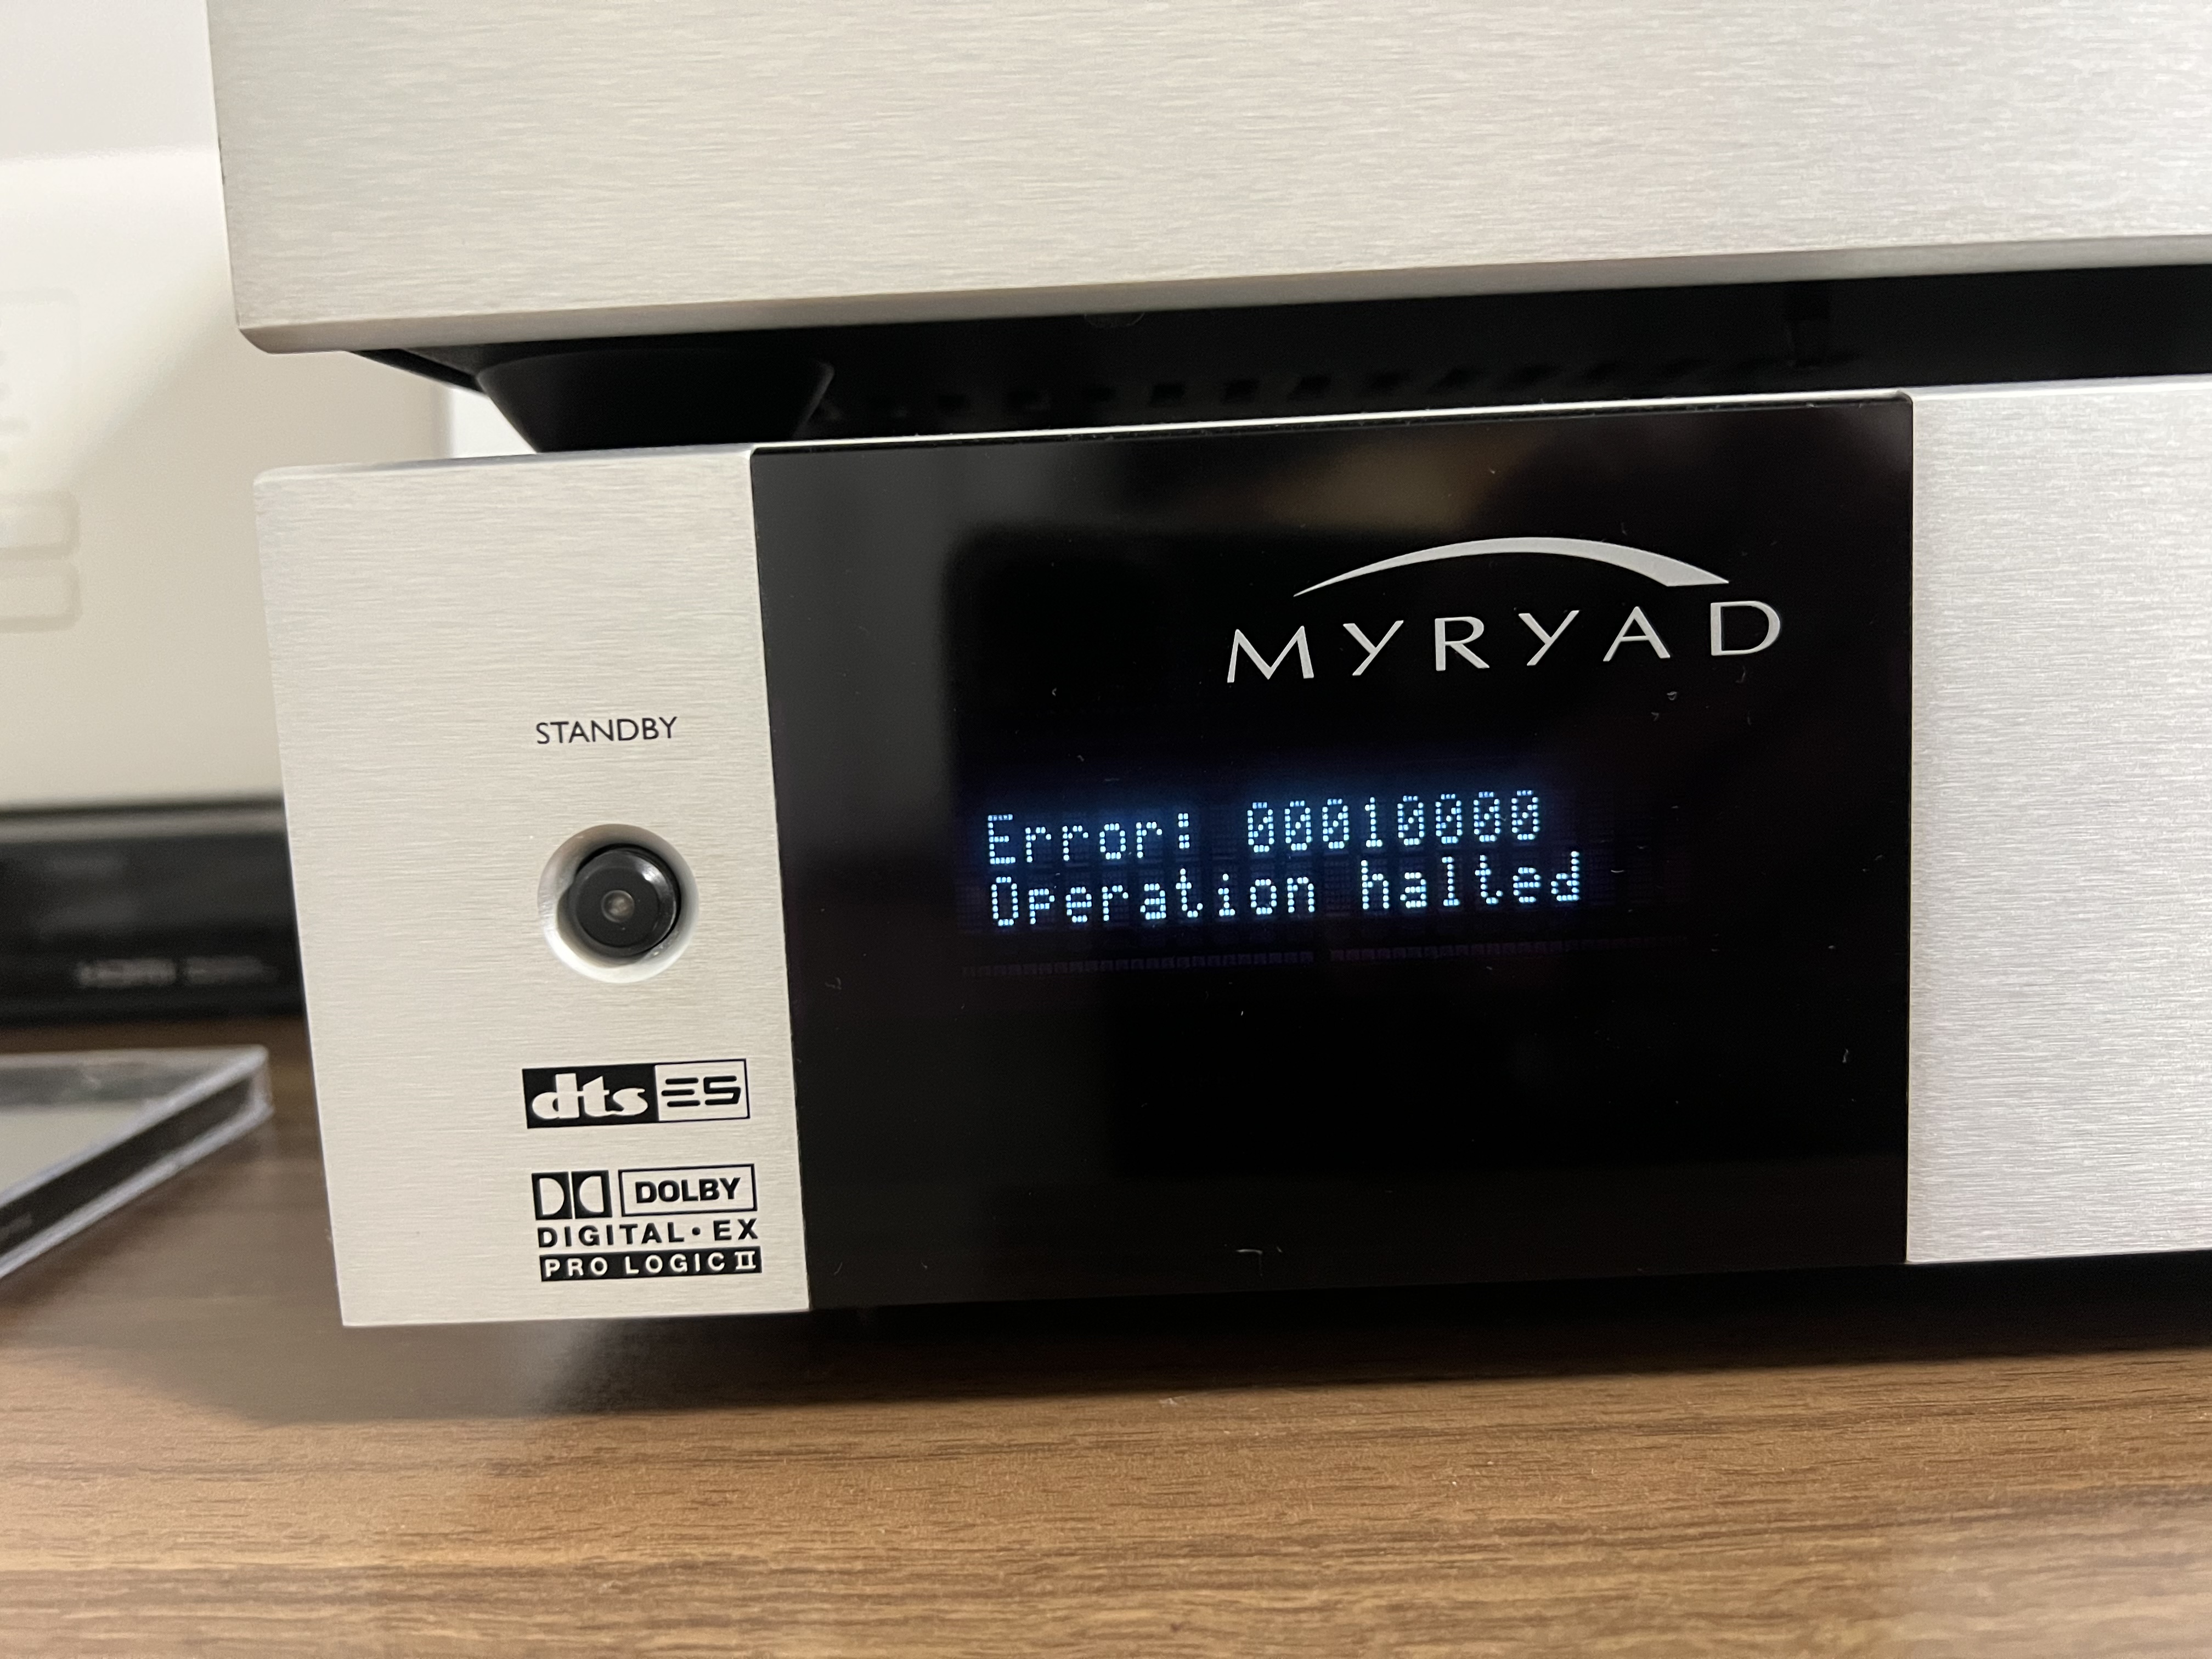 MYRYAD
STANDBY
Error: 00010000
Operation halted
dts ES
DOLBY
DIGITAL·EX
PRO LOGIC II